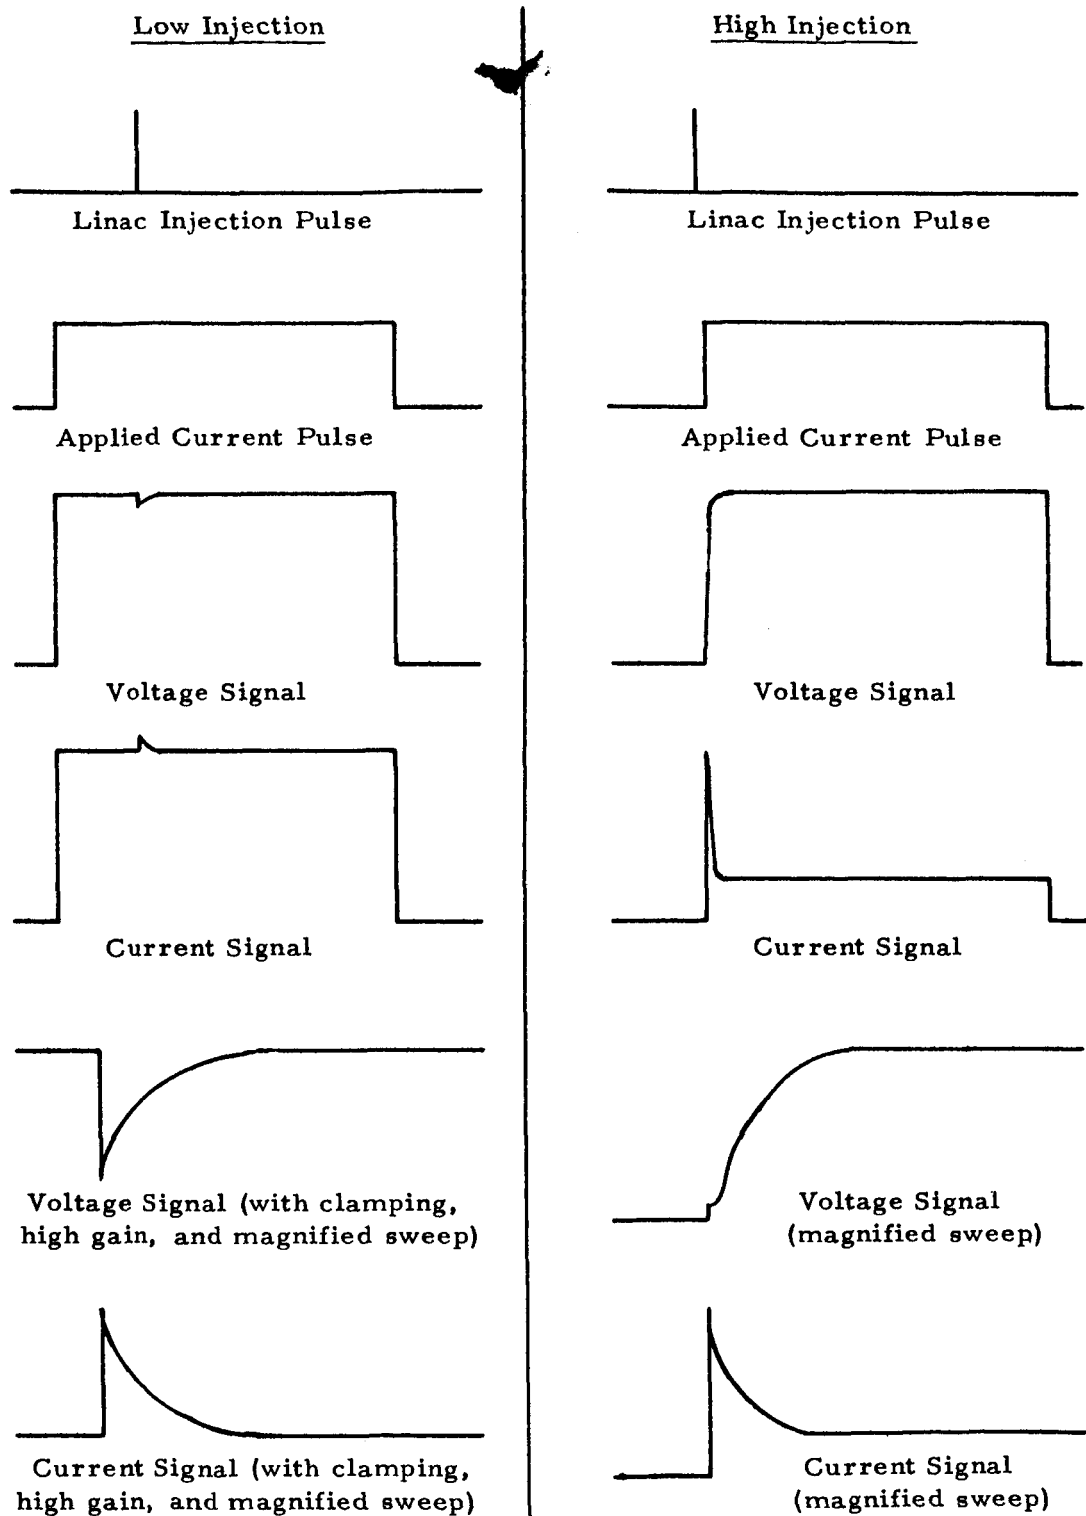 Low Injection
Linac Injection Pulse
Applied Current Pulse
Voltage Signal
Current Signal
Voltage Signal (with clamping,
high gain, and magnified sweep)
Current Signal (with clamping,
high gain, and magnified sweep)
High Injection
Linac Injection Pulse
Applied Current Pulse
Voltage Signal
Current Signal
Voltage Signal
(magnified sweep)
Current Signal
(magnified sweep)